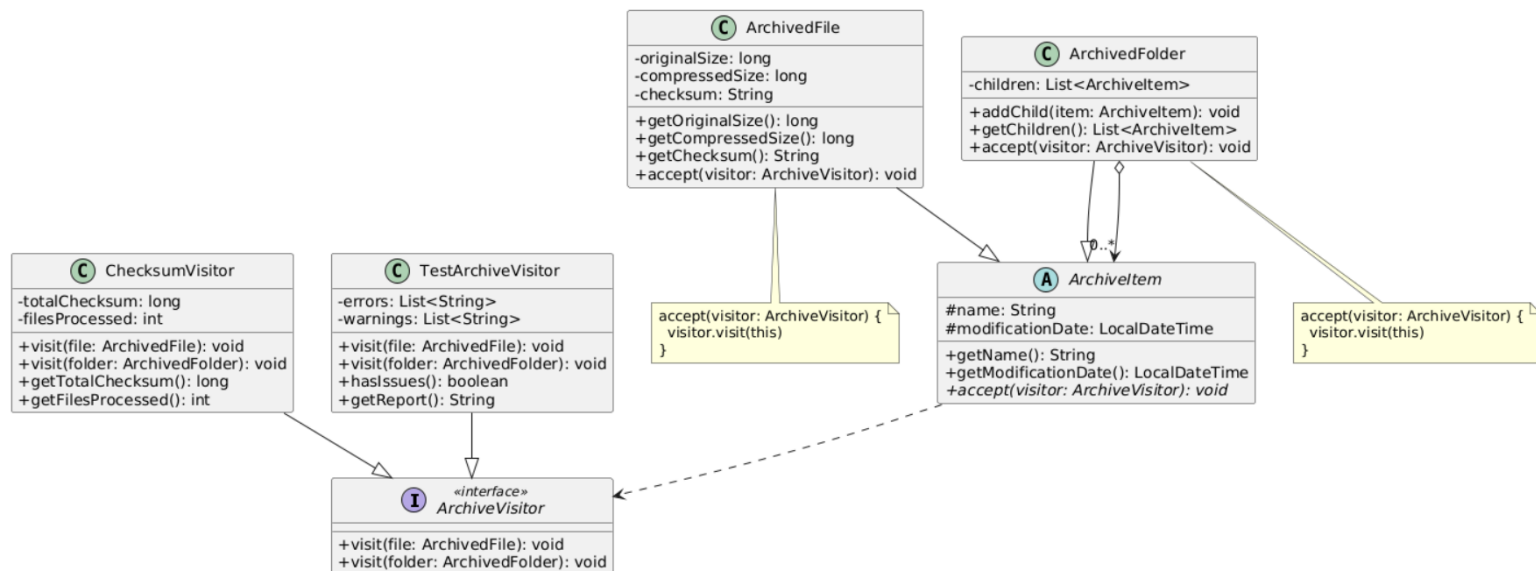 C ArchivedFile
-originalSize: long
-compressedSize: long
-checksum: String
+getOriginalSize(): long
+getCompressedSize(): long
+getChecksum(): String
+accept(visitor: ArchiveVisitor): void
C ArchivedFolder
-children: List<ArchiveItem>
+addChild(item: ArchiveItem): void
+getChildren(): List<ArchiveItem>
+accept(visitor: ArchiveVisitor): void
0..*
C ChecksumVisitor
-totalChecksum: long
-filesProcessed: int
+visit(file: ArchivedFile): void
+visit(folder: ArchivedFolder): void
+getTotalChecksum(): long
+getFilesProcessed(): int
C TestArchiveVisitor
-errors: List<String>
-warnings: List<String>
+visit(file: ArchivedFile): void
+visit(folder: ArchivedFolder): void
+hasIssues(): boolean
+getReport(): String
accept(visitor: ArchiveVisitor) {
visitor.visit(this)
}
A ArchiveItem
#name: String
#modificationDate: LocalDateTime
+getName(): String
+getModificationDate(): LocalDateTime
+accept(visitor: ArchiveVisitor): void
accept(visitor: ArchiveVisitor) {
visitor.visit(this)
}
I «interface»
ArchiveVisitor
+visit(file: ArchivedFile): void
+visit(folder: ArchivedFolder): void